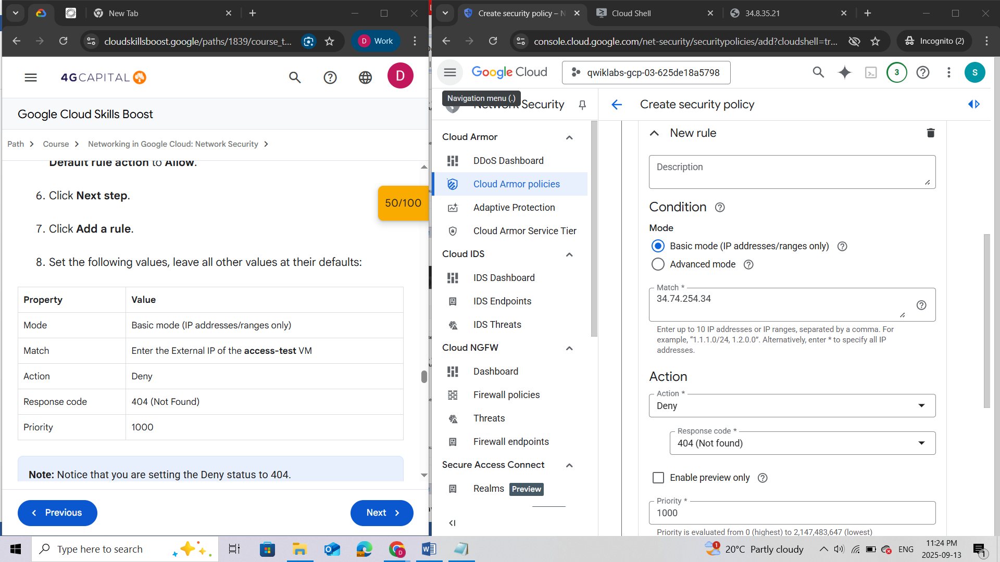 New Tab
cloudskillsboost.google/paths/1839/course_t...
D Work
4GCAPITAL
D
Google Cloud Skills Boost
Path > Course > Networking in Google Cloud: Network Security >
Default rule action to Allow.
6. Click Next step.
50/100
7. Click Add a rule.
8. Set the following values, leave all other values at their defaults:
Property Value
Mode Basic mode (IP addresses/ranges only)
Match Enter the External IP of the access-test VM
Action Deny
Response code 404 (Not Found)
Priority 1000
Note: Notice that you are setting the Deny status to 404.
Previous
Next
Create security policy – N
Cloud Shell
34.8.35.21
console.cloud.google.com/net-security/securitypolicies/add?cloudshell=tr...
Incognito (2)
Google Cloud
qwiklabs-gcp-03-625de18a5798
3
S
Navigation menu (.)
Network Security
Create security policy
Cloud Armor
DDoS Dashboard
Cloud Armor policies
Adaptive Protection
Cloud Armor Service Tier
Cloud IDS
IDS Dashboard
IDS Endpoints
IDS Threats
Cloud NGFW
Dashboard
Firewall policies
Threats
Firewall endpoints
Secure Access Connect
Realms Preview
New rule
Description
Condition
Mode
Basic mode (IP addresses/ranges only)
Advanced mode
Match *
34.74.254.34
Enter up to 10 IP addresses or IP ranges, separated by a comma. For
example, “1.1.1.0/24, 1.2.0.0”. Alternatively, enter * to specify all IP
addresses.
Action
Action *
Deny
Response code *
404 (Not found)
Enable preview only
Priority *
1000
Priority is evaluated from 0 (highest) to 2,147,483,647 (lowest)
Type here to search
1
20°C Partly cloudy
ENG
11:24 PM
2025-09-13
1